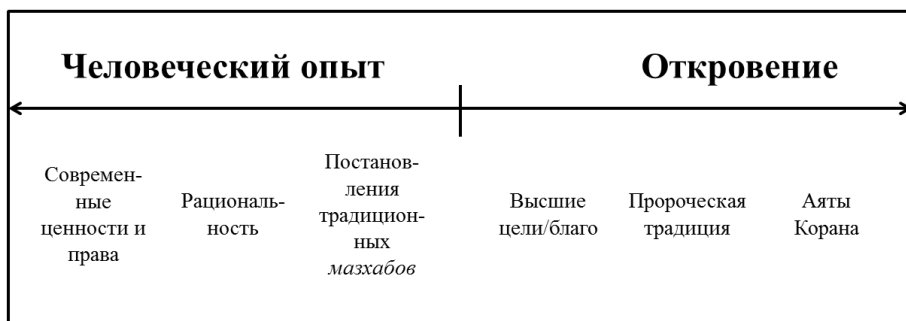 Человеческий опыт
Откровение
Современ-
ные
ценности и
права
Рациональ-
ность
Постанов-
ления
традицион-
ных
мазхабов
Высшие
цели/благо
Пророческая
традиция
Аяты
Корана